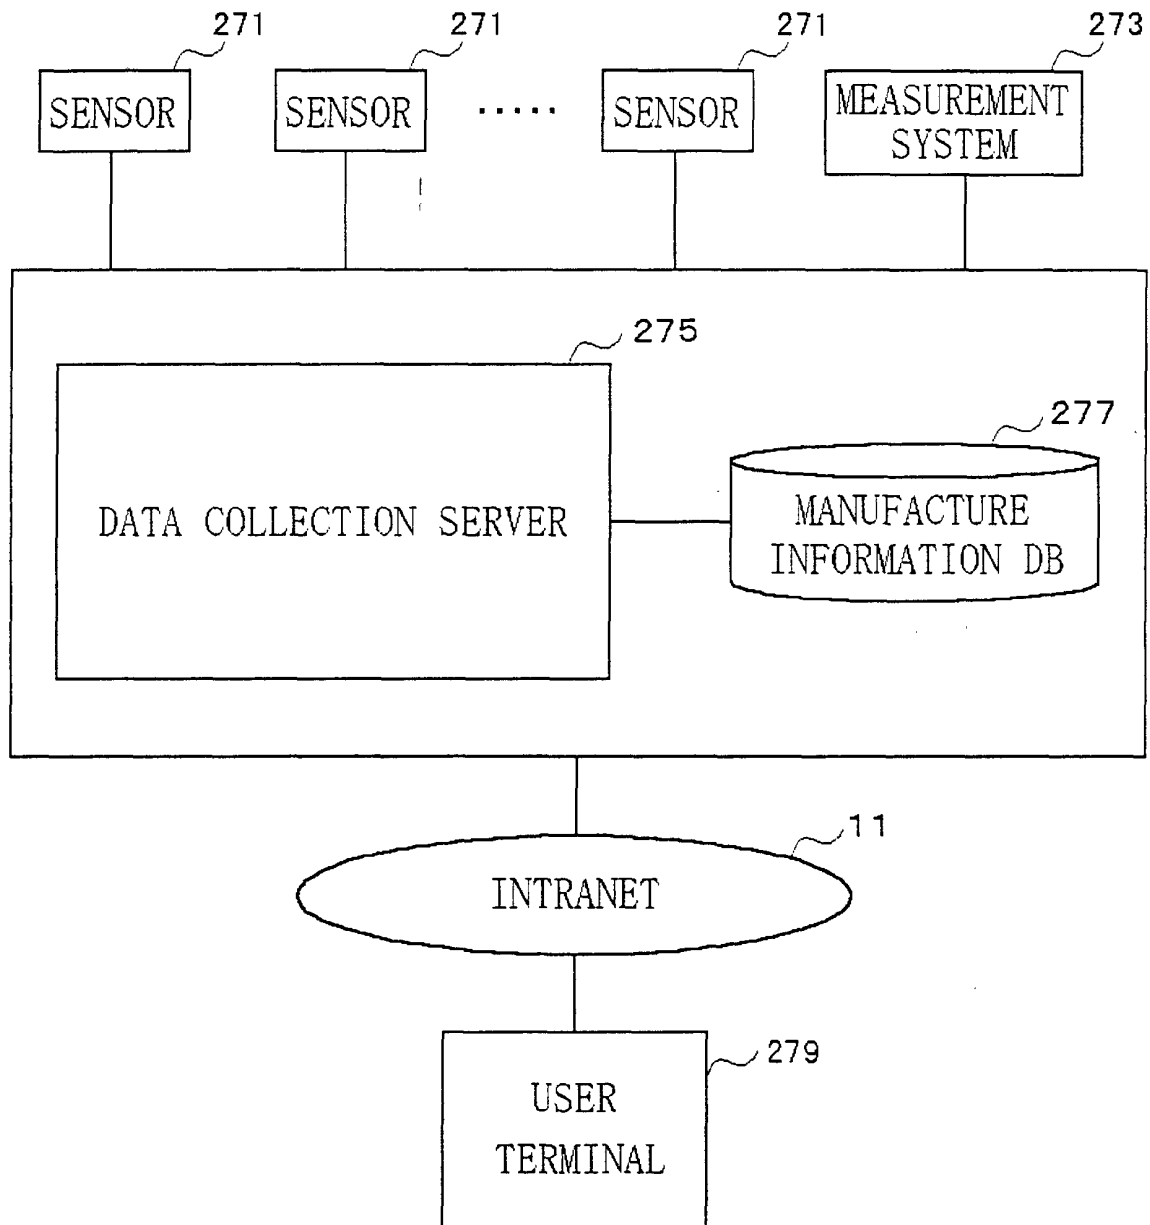 271
271
271
273
SENSOR
SENSOR
.....
SENSOR
MEASUREMENT
SYSTEM
275
277
DATA COLLECTION SERVER
MANUFACTURE
INFORMATION DB
11
INTRANET
279
USER
TERMINAL